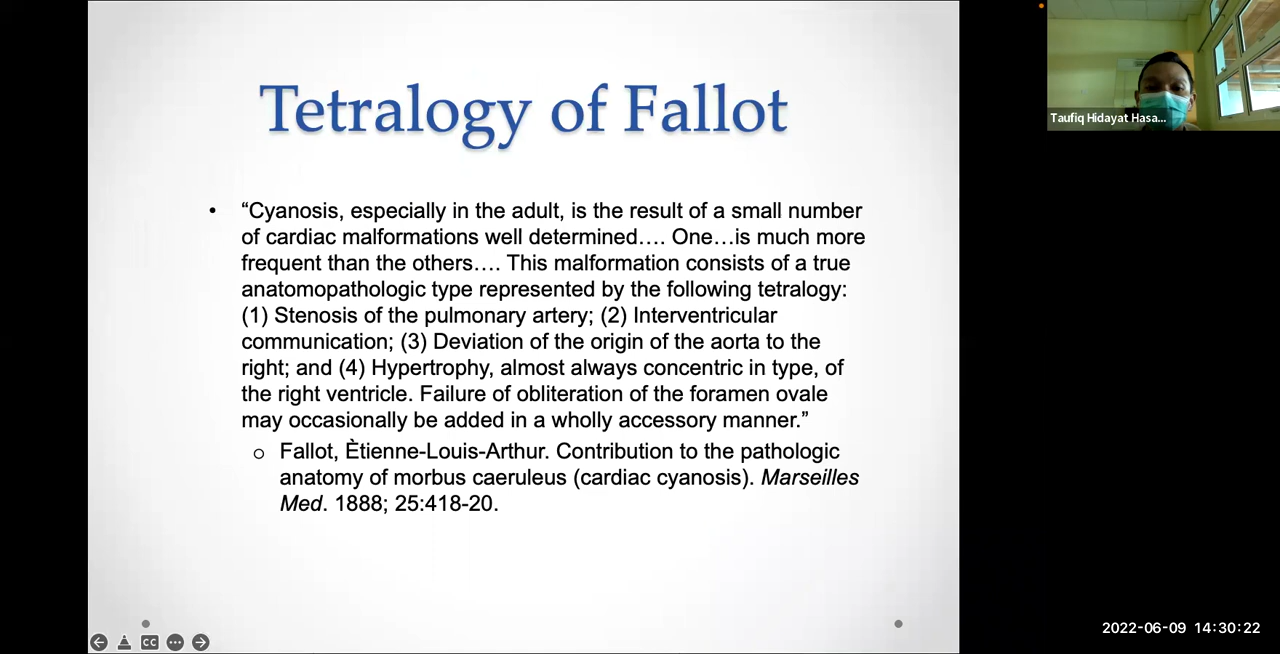 Tetralogy of Fallot
• “Cyanosis, especially in the adult, is the result of a small number
of cardiac malformations well determined…. One…is much more
frequent than the others…. This malformation consists of a true
anatomopathologic type represented by the following tetralogy:
(1) Stenosis of the pulmonary artery; (2) Interventricular
communication; (3) Deviation of the origin of the aorta to the
right; and (4) Hypertrophy, almost always concentric in type, of
the right ventricle. Failure of obliteration of the foramen ovale
may occasionally be added in a wholly accessory manner.”
o Fallot, Ètienne-Louis-Arthur. Contribution to the pathologic
anatomy of morbus caeruleus (cardiac cyanosis). Marseilles
Med. 1888; 25:418-20.
Taufiq Hidayat Hasa...
CC
2022-06-09 14:30:22